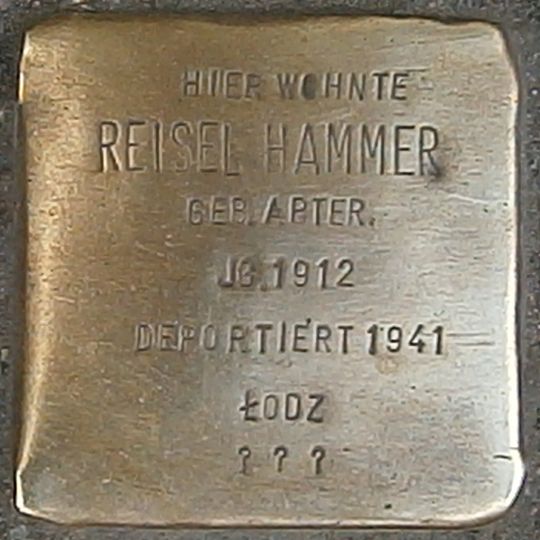 HIER WOHNTE
REISEL HAMMER
GEB. APTER.
JG. 1912
DEPORTIERT 1941
ŁODZ
? ? ?